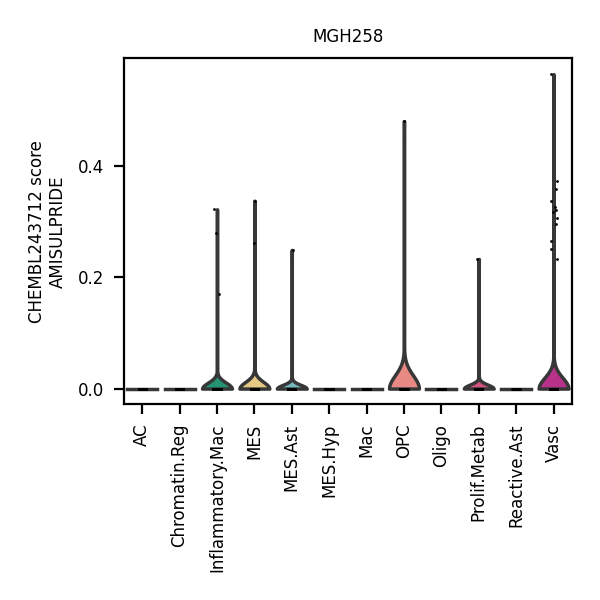 MGH258
CHEMBL243712 score
AMISULPRIDE
0.4
0.2
0.0
AC
Chromatin.Reg
Inflammatory.Mac
MES
MES.Ast
MES.Hyp
Mac
OPC
Oligo
Prolif.Metab
Reactive.Ast
Vasc